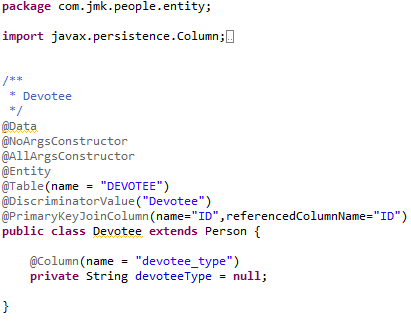 package com.jmk.people.entity;
import javax.persistence.Column;
/**
* Devotee
*/
@Data
@NoArgsConstructor
@AllArgsConstructor
@Entity
@Table(name = "DEVOTEE")
@DiscriminatorValue("Devotee")
@PrimaryKeyJoinColumn(name="ID",referencedColumnName="ID")
public class Devotee extends Person {
@Column(name = "devotee_type")
private String devoteeType = null;
}